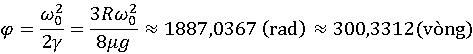 φ = ω₀²/2γ = 3Rω₀²/8μg ≈ 1887,0367 (rad) ≈ 300,3312(vòng)